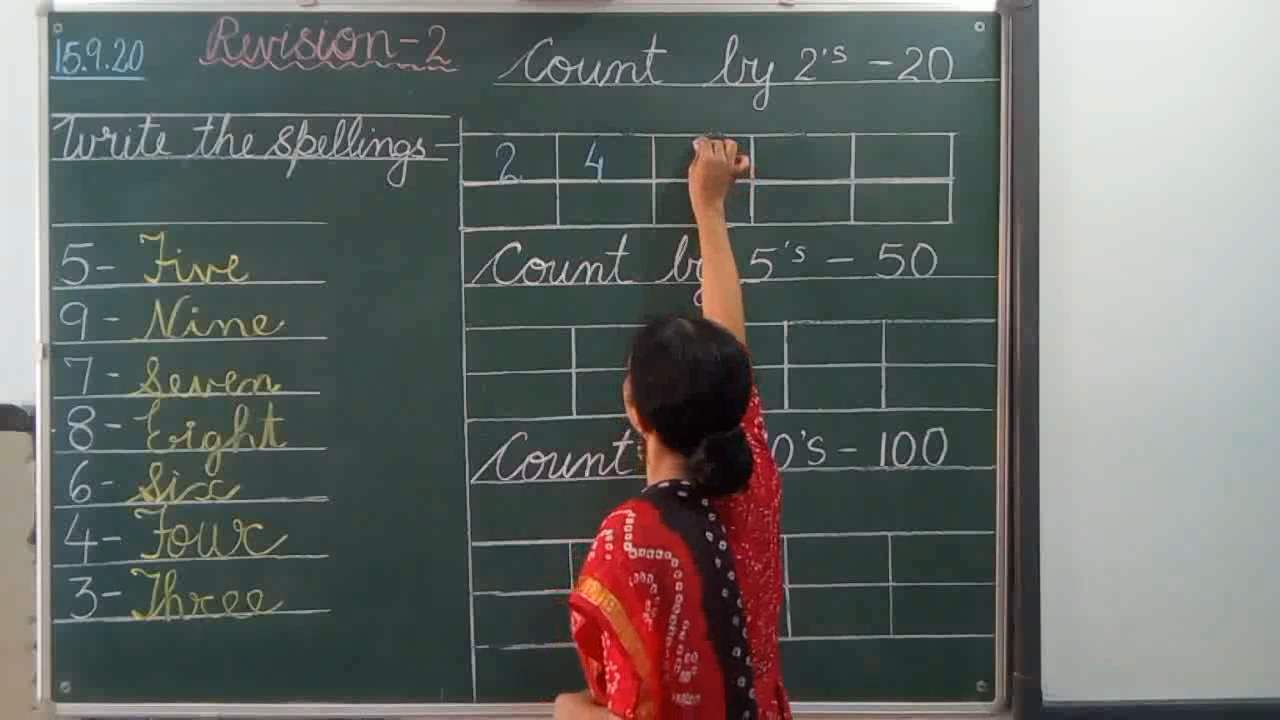 15.9.20
Revision-2
Write the spellings-
5- Five
9- Nine
7- Seven
8- Eight
6- Six
4- Four
3- Three
Count by 2's - 20
2 4
Count by 5's - 50
Count 0's - 100